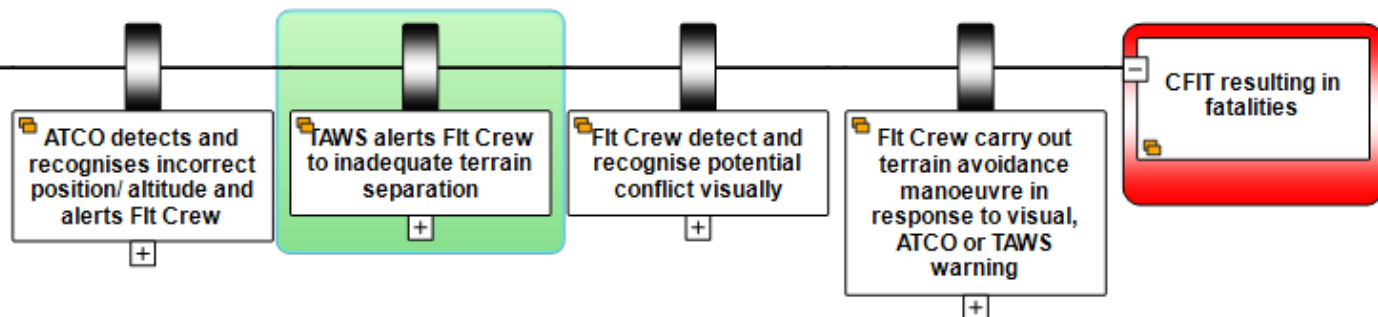 ATCO detects and
recognises incorrect
position/ altitude and
alerts Flt Crew
TAWS alerts Flt Crew
to inadequate terrain
separation
Flt Crew detect and
recognise potential
conflict visually
Flt Crew carry out
terrain avoidance
manoeuvre in
response to visual,
ATCO or TAWS
warning
CFIT resulting in
fatalities